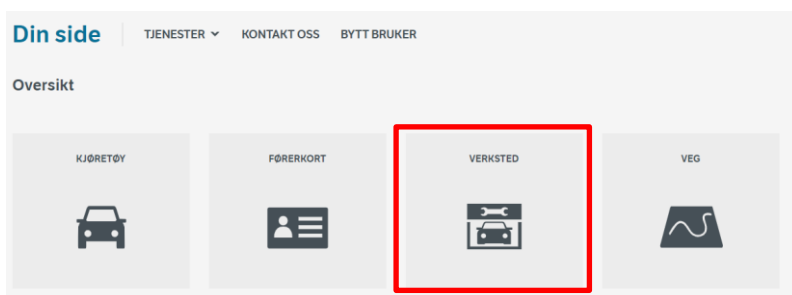 Din side TJENESTER KONTAKT OSS BYTT BRUKER
Oversikt
KJØRETØY FØRERKORT VERKSTED VEG